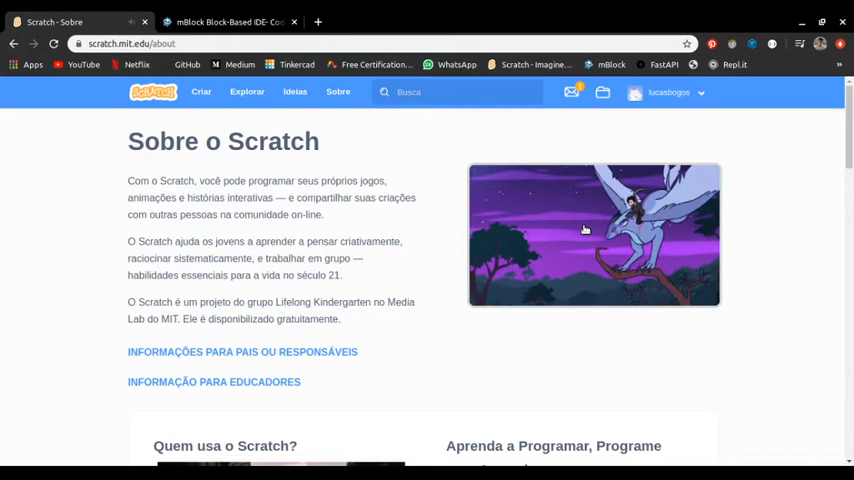 Scratch - Sobre
mBlock Block-Based IDE- Cod
scratch.mit.edu/about
Apps YouTube Netflix GitHub Medium Tinkercad Free Certification... WhatsApp Scratch - Imagine... mBlock FastAPI Repl.it »
SCRATCH Criar Explorar Ideias Sobre Busca 1 lucasbogos
Sobre o Scratch
Com o Scratch, você pode programar seus próprios jogos,
animações e histórias interativas — e compartilhar suas criações
com outras pessoas na comunidade on-line.
O Scratch ajuda os jovens a aprender a pensar criativamente,
raciocinar sistematicamente, e trabalhar em grupo —
habilidades essenciais para a vida no século 21.
O Scratch é um projeto do grupo Lifelong Kindergarten no Media
Lab do MIT. Ele é disponibilizado gratuitamente.
INFORMAÇÕES PARA PAIS OU RESPONSÁVEIS
INFORMAÇÃO PARA EDUCADORES
Quem usa o Scratch?
Aprenda a Programar, Programe